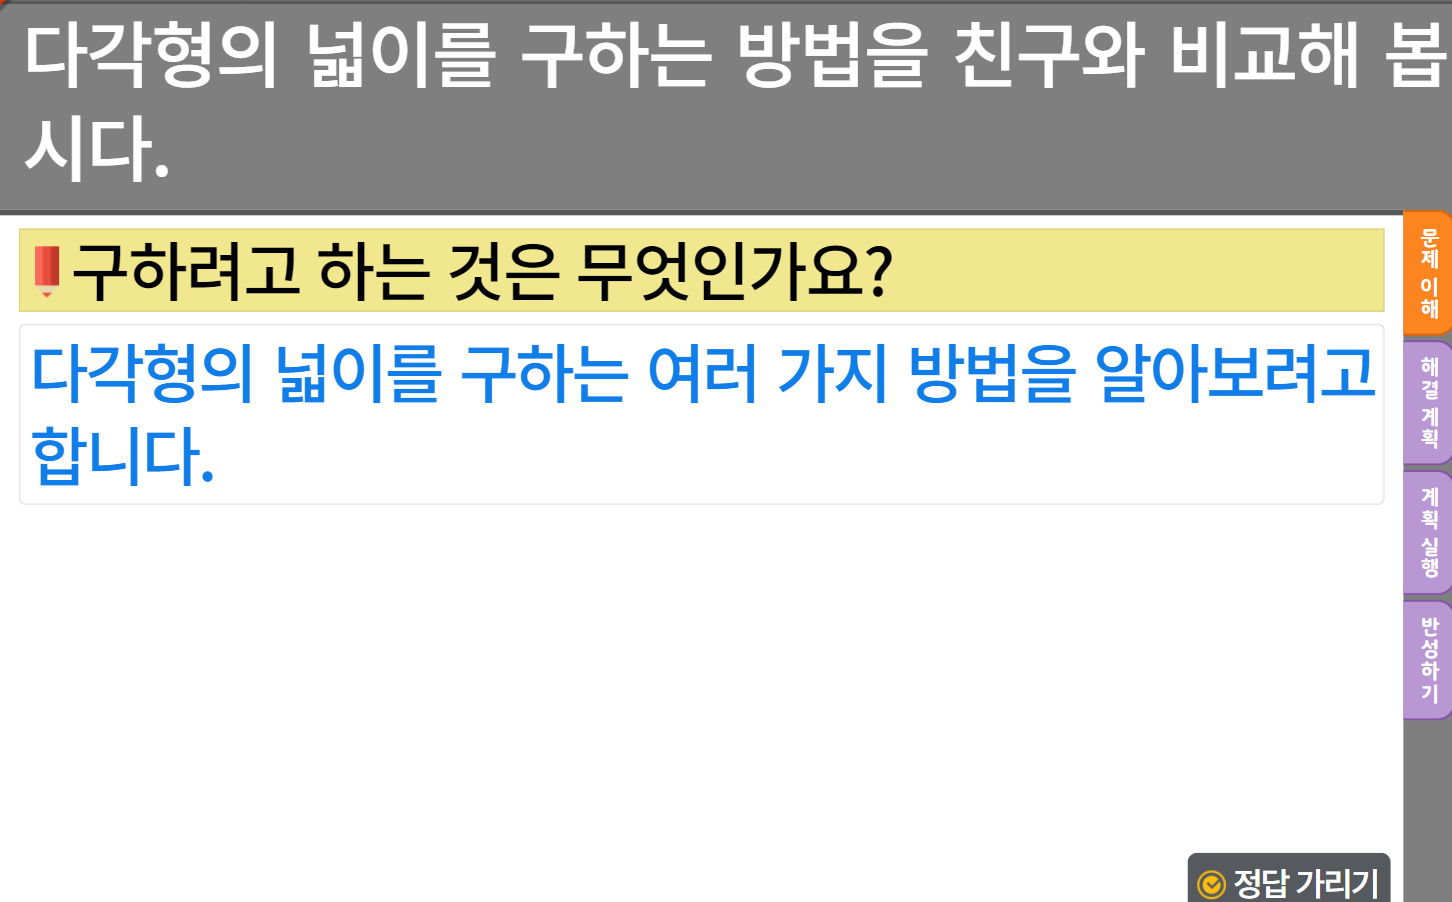 다각형의 넓이를 구하는 방법을 친구와 비교해 봅
시다.
구하려고 하는 것은 무엇인가요?
다각형의 넓이를 구하는 여러 가지 방법을 알아보려고
합니다.
문제 이해
해결 계획
계획 실행
반성하기
정답 가리기